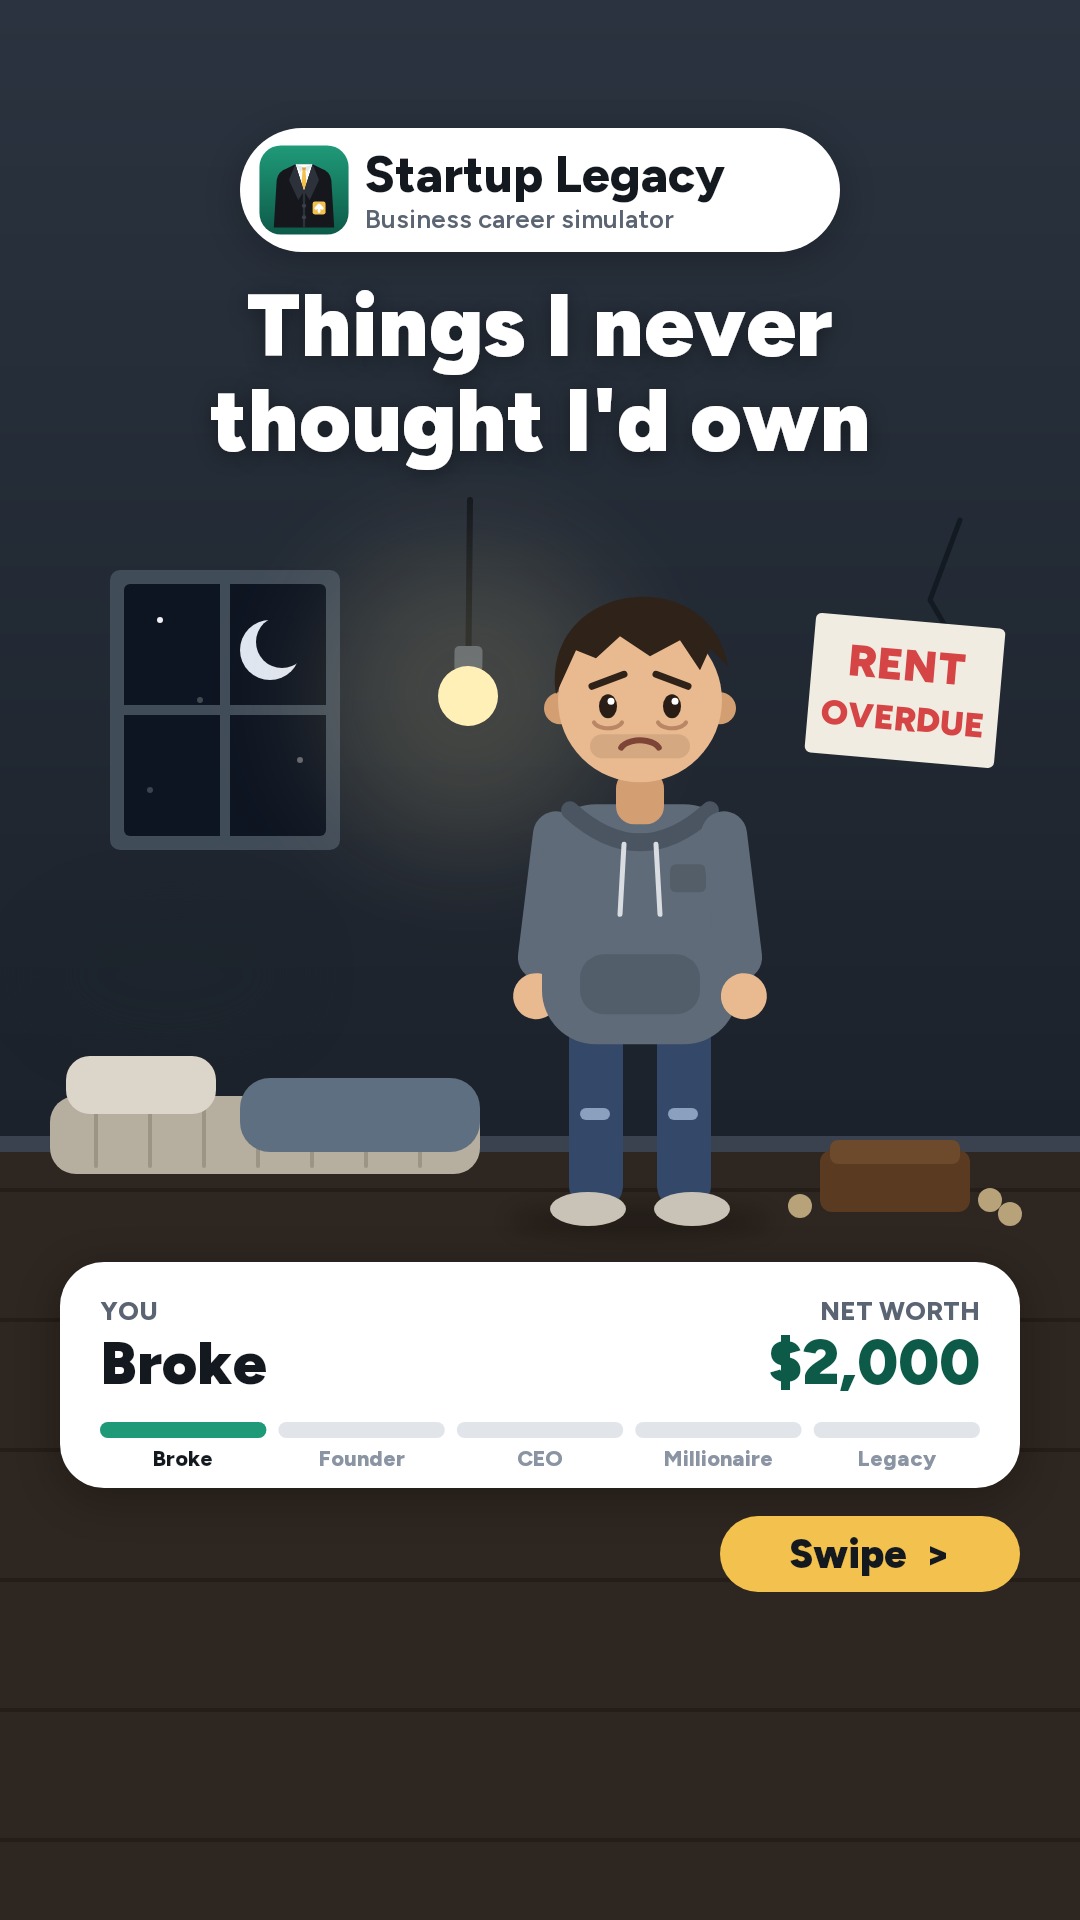 Startup Legacy
Business career simulator
Things I never
thought I'd own
RENT
OVERDUE
YOU
NET WORTH
Broke
$2,000
Broke
Founder
CEO
Millionaire
Legacy
Swipe >